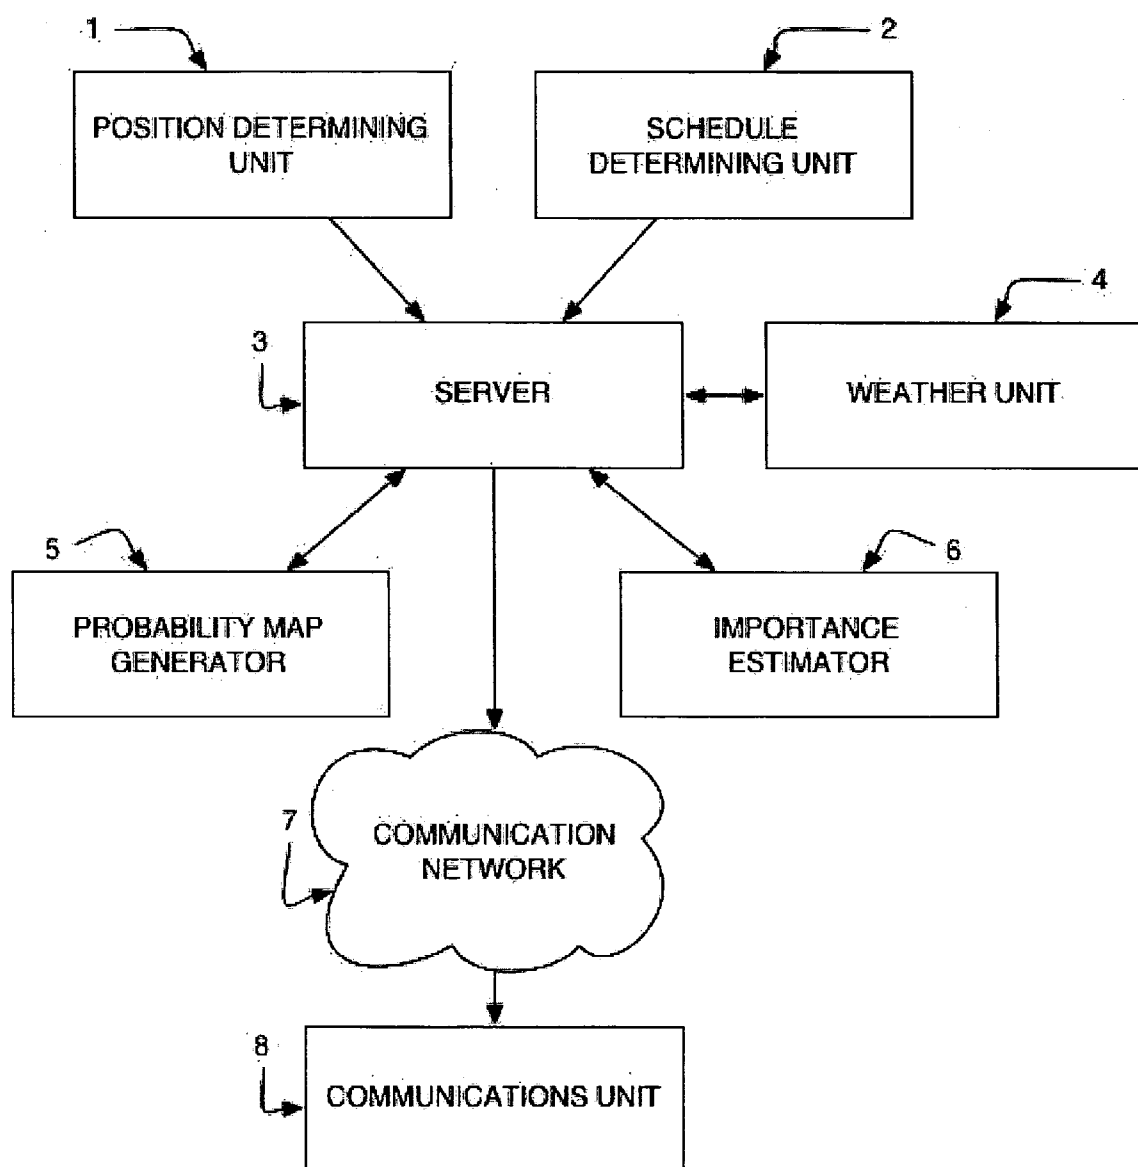 1
2
POSITION DETERMINING
UNIT
SCHEDULE
DETERMINING UNIT
3
4
SERVER
WEATHER UNIT
5
6
PROBABILITY MAP
GENERATOR
IMPORTANCE
ESTIMATOR
7
COMMUNICATION
NETWORK
8
COMMUNICATIONS UNIT